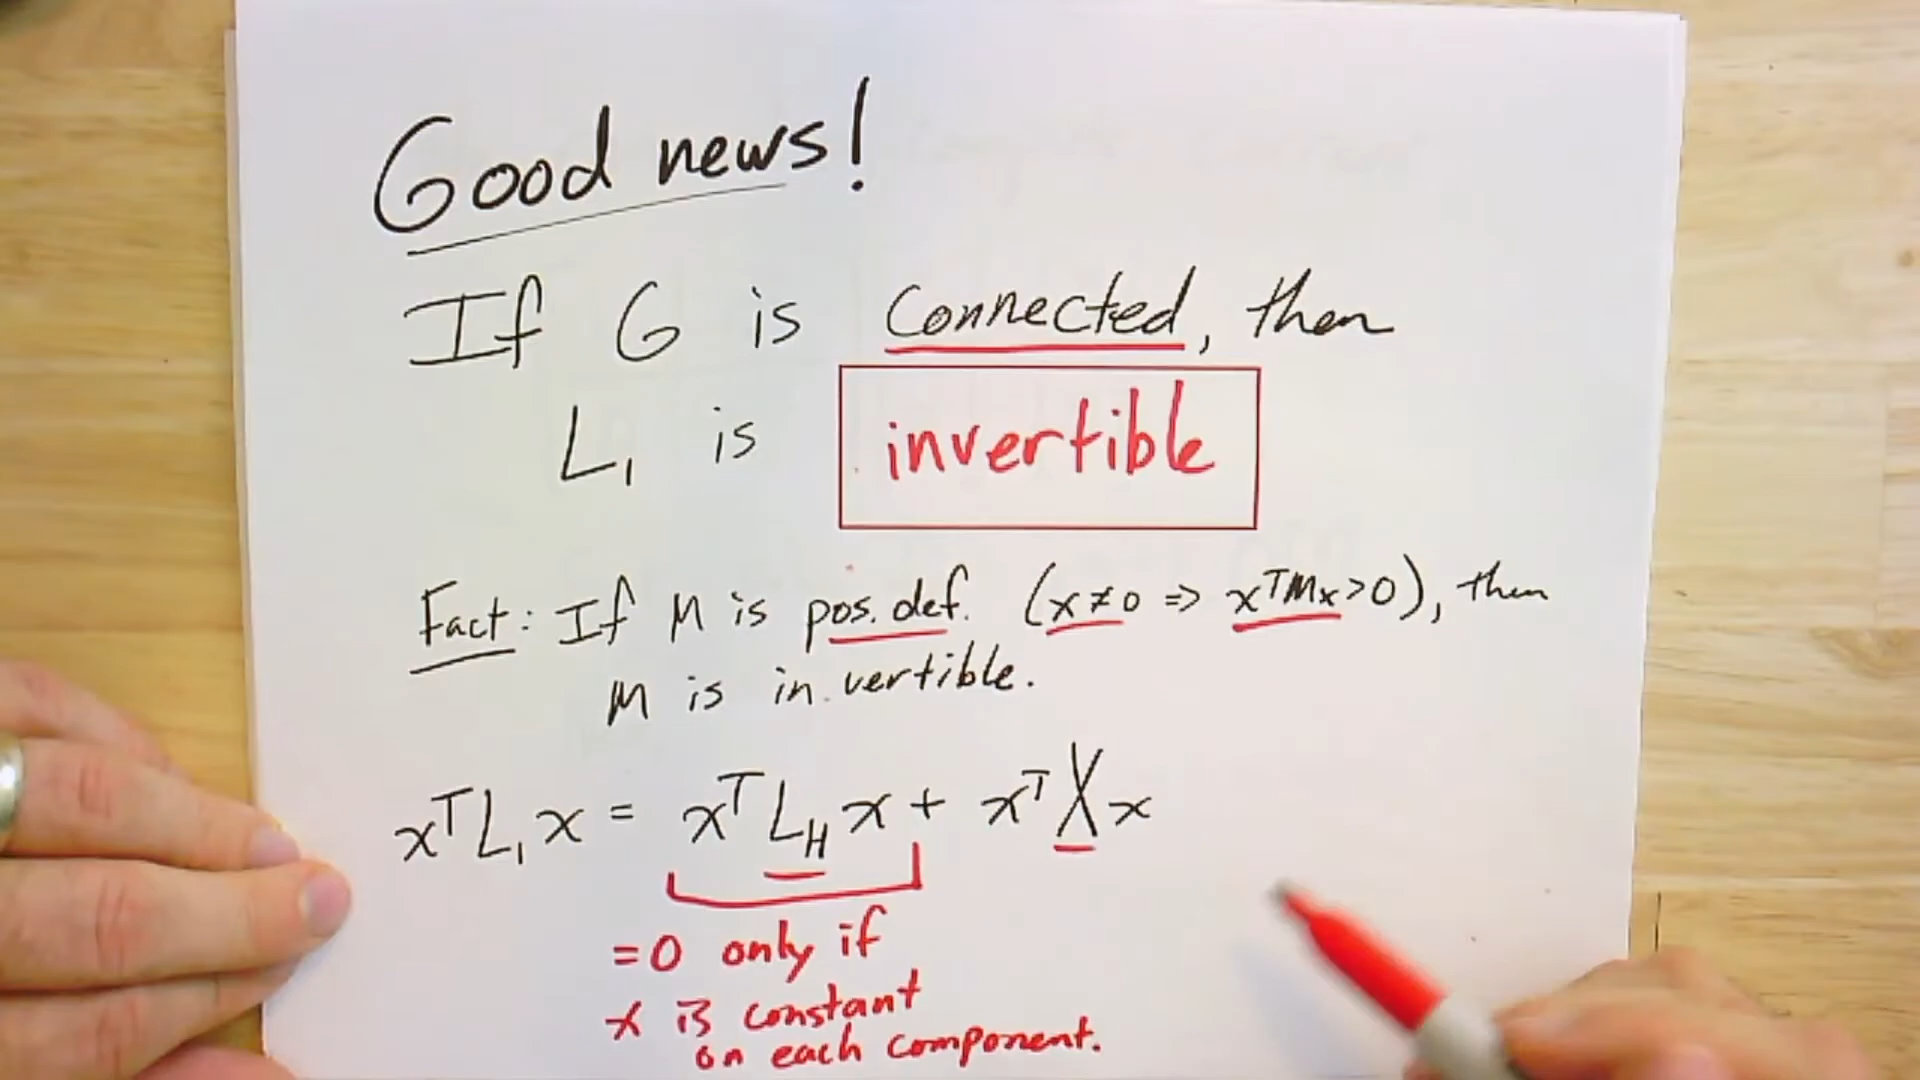 Good news!
If G is connected, then
L₁ is invertible
Fact: If M is pos. def. (x≠0 => xᵀMx>0), then
M is invertible.
xᵀL₁x = xᵀL_Hx + xᵀXx
=0 only if
x is constant
on each component.